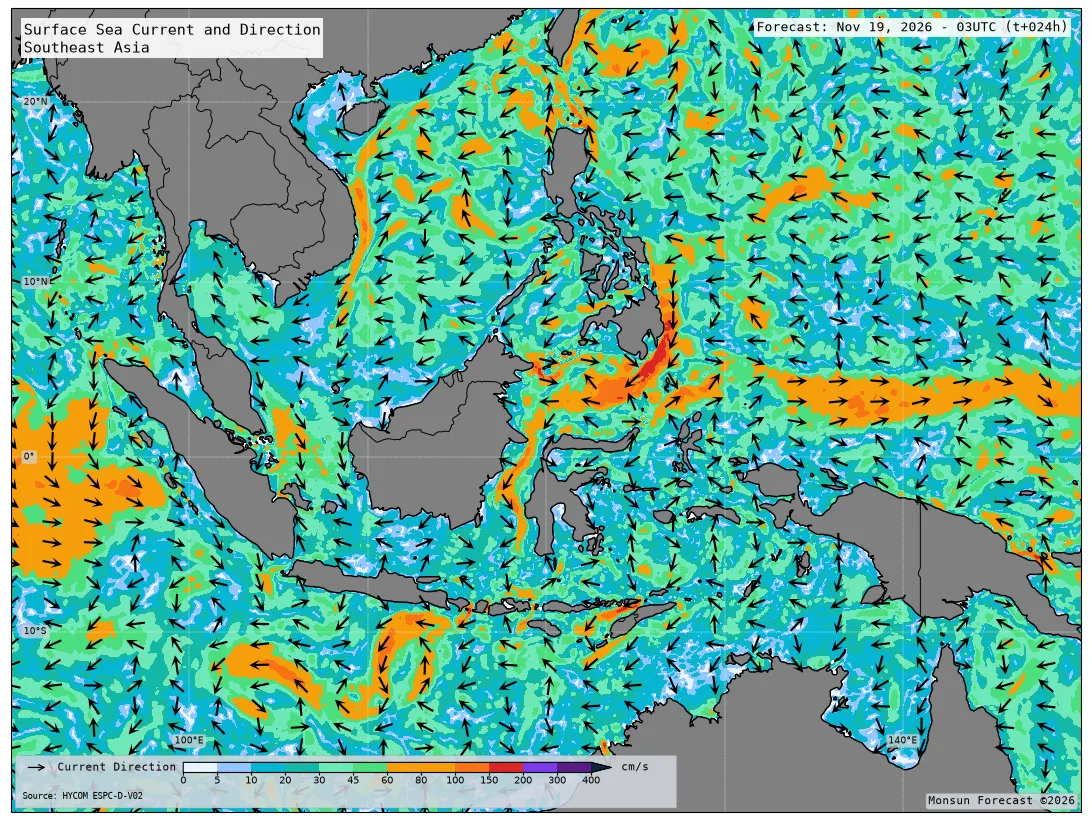 Surface Sea Current and Direction
Southeast Asia
Forecast: Nov 19, 2026 - 03UTC (t+024h)
20°N
10°N
0°
10°S
100°E
140°E
Current Direction
0 5 10 20 30 45 60 80 100 150 200 300 400
cm/s
Source: HYCOM ESPC-D-V02
Monsun Forecast ©2026